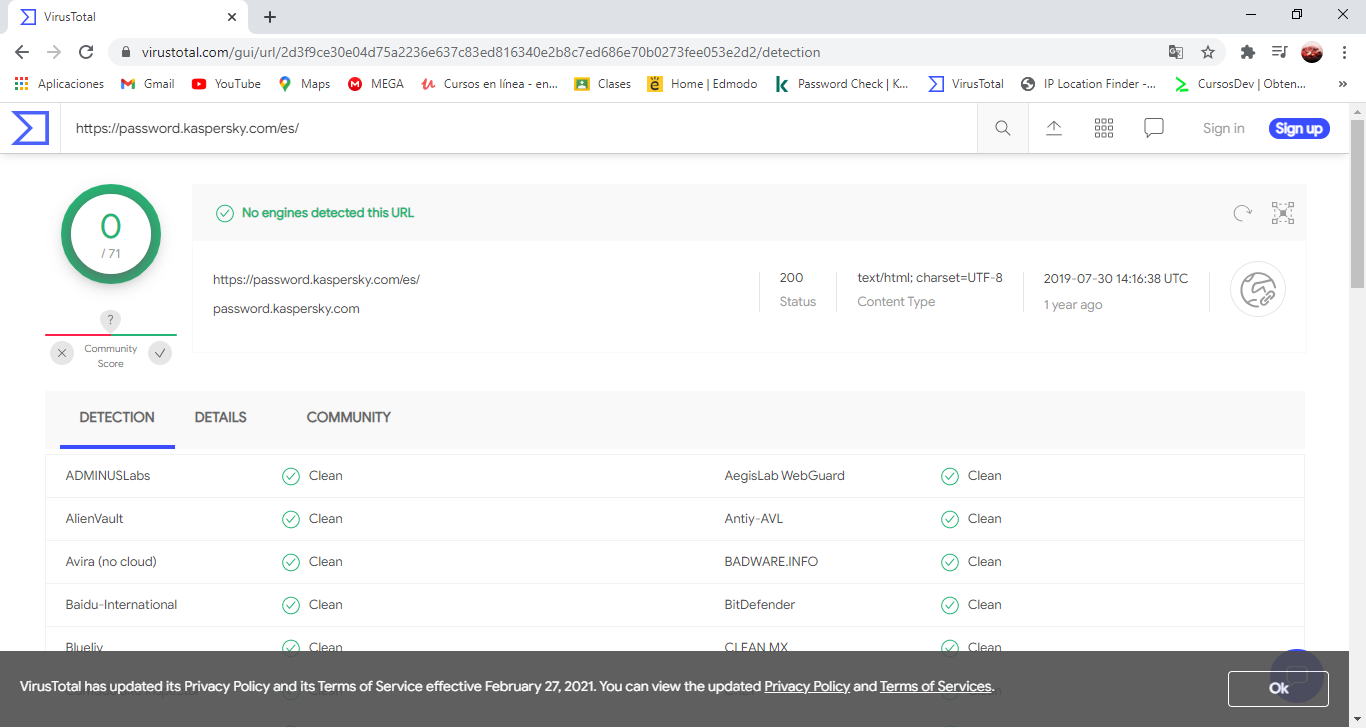 VirusTotal
virustotal.com/gui/url/2d3f9ce30e04d75a2236e637c83ed816340e2b8c7ed686e70b0273fee053e2d2/detection
Aplicaciones Gmail YouTube Maps MEGA Cursos en línea - en... Clases Home | Edmodo Password Check | K... VirusTotal IP Location Finder -... CursosDev | Obten... »
https://password.kaspersky.com/es/ Sign in Sign up
0
/ 71
No engines detected this URL
https://password.kaspersky.com/es/
password.kaspersky.com
200
Status
text/html; charset=UTF-8
Content Type
2019-07-30 14:16:38 UTC
1 year ago
?
Community
Score
DETECTION DETAILS COMMUNITY
ADMINUSLabs Clean AegisLab WebGuard Clean
AlienVault Clean Antiy-AVL Clean
Avira (no cloud) Clean BADWARE.INFO Clean
Baidu-International Clean BitDefender Clean
Blueliv Clean CLEAN MX Clean
VirusTotal has updated its Privacy Policy and its Terms of Service effective February 27, 2021. You can view the updated Privacy Policy and Terms of Services. Ok